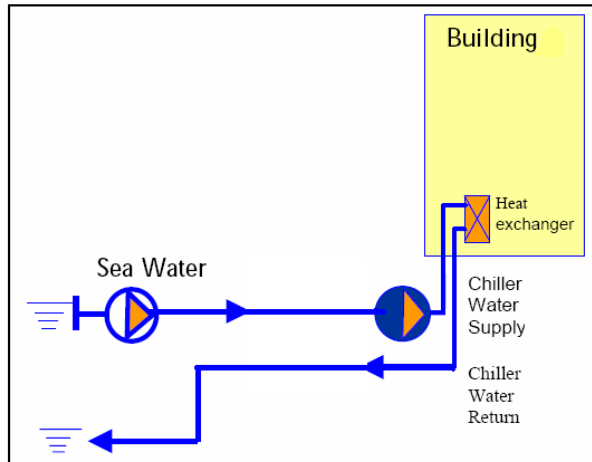 Building
Heat
exchanger
Sea Water
Chiller
Water
Supply
Chiller
Water
Return